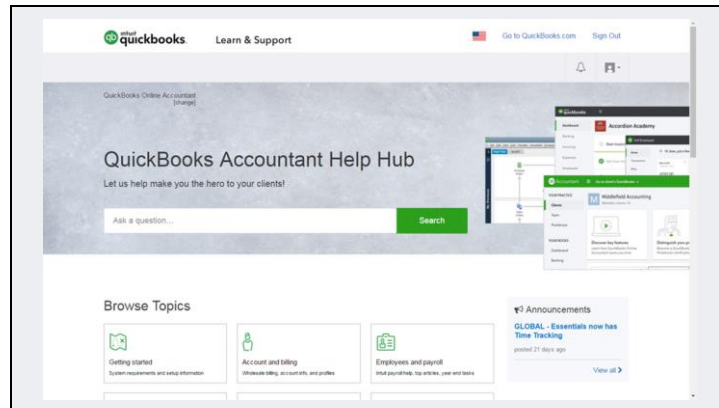 intuit
quickbooks.
Learn & Support
Go to QuickBooks.com
Sign Out
QuickBooks Online Accountant
[change]
QuickBooks Accountant Help Hub
Let us help make you the hero to your clients!
Ask a question...
Search
Accordion Academy
Accountant
Middlefield Accounting
Discover key features
Browse Topics
Getting started
System requirements and setup information
Account and billing
Wholesale billing, account info, and profiles
Employees and payroll
Intuit payroll help, top articles, year end tasks
Announcements
GLOBAL - Essentials now has
Time Tracking
posted 21 days ago
View all